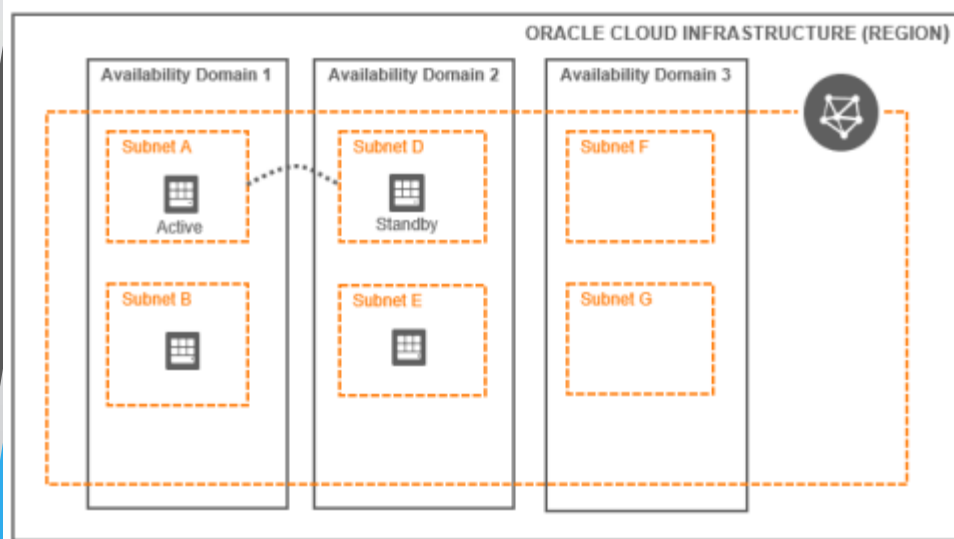 ORACLE CLOUD INFRASTRUCTURE (REGION)
Availability Domain 1
Availability Domain 2
Availability Domain 3
Subnet A
Subnet D
Subnet F
Active
Standby
Subnet B
Subnet E
Subnet G